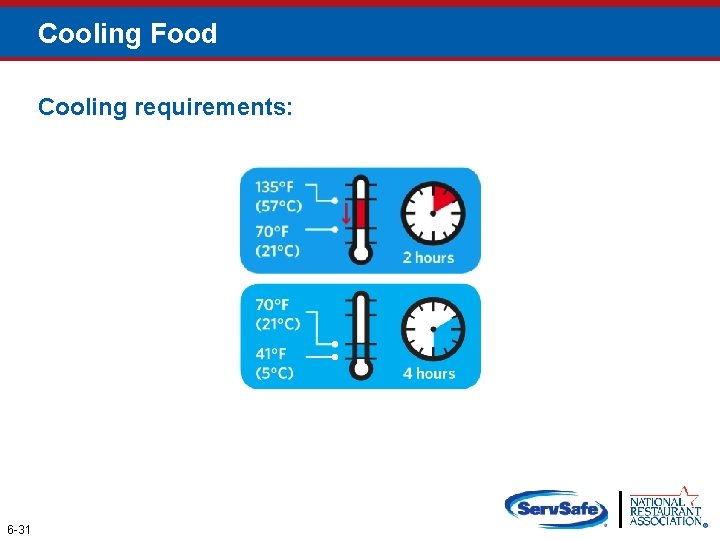 Cooling Food
Cooling requirements:
135°F
(57°C)
70°F
(21°C)
2 hours
70°F
(21°C)
41°F
(5°C)
4 hours
ServSafe®
NATIONAL
RESTAURANT
ASSOCIATION®
6-31